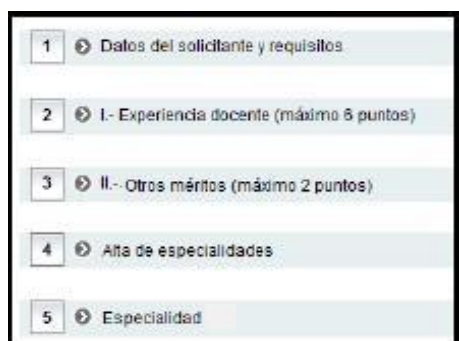 1 Datos del solicitante y requisitos
2 I.- Experiencia docente (máximo 6 puntos)
3 II.- Otros méritos (máximo 2 puntos)
4 Alta de especialidades
5 Especialidad